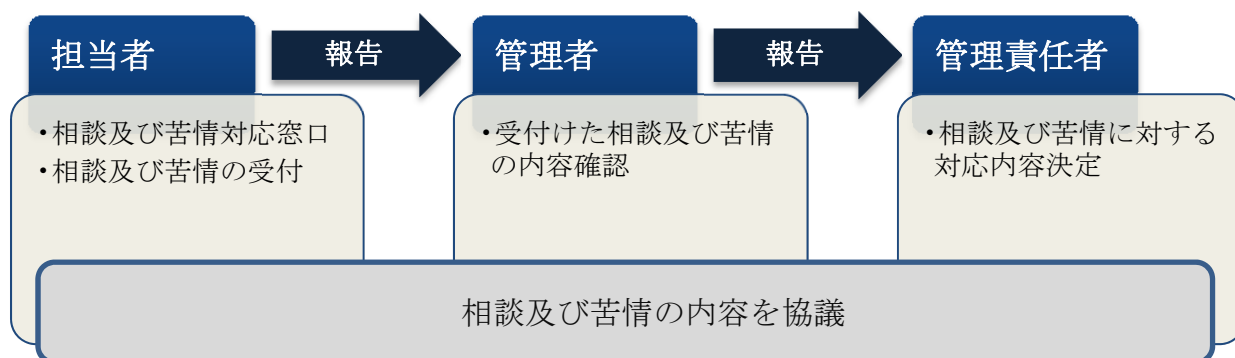 担当者
報告
管理者
報告
管理責任者
・相談及び苦情対応窓口
・相談及び苦情の受付
・受付けた相談及び苦情
の内容確認
・相談及び苦情に対する
対応内容決定
相談及び苦情の内容を協議